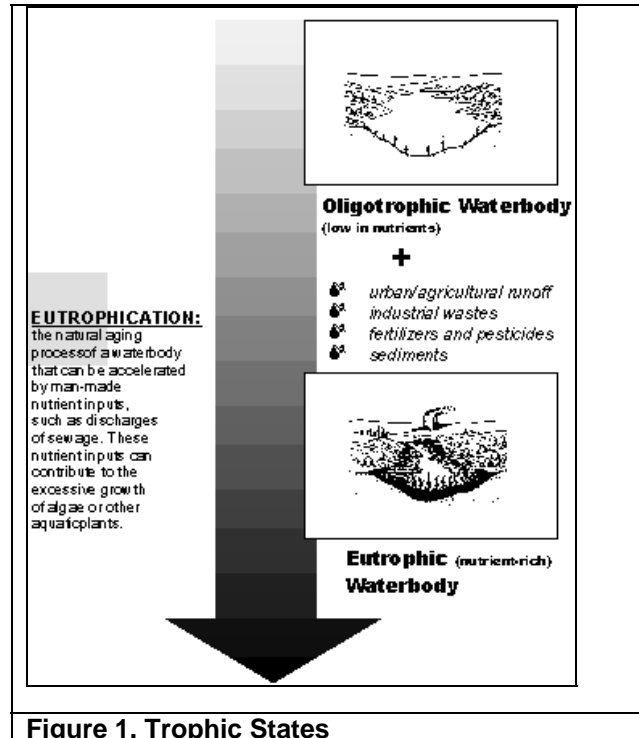 Oligotrophic Waterbody
(low in nutrients)
+
urban/agricultural runoff
industrial wastes
fertilizers and pesticides
sediments
EUTROPHICATION:
the natural aging
process of a waterbody
that can be accelerated
by man-made
nutrient inputs,
such as discharges
of sewage. These
nutrient inputs can
contribute to the
excessive growth
of algae or other
aquatic plants.
Eutrophic (nutrient-rich)
Waterbody
Figure 1. Trophic States